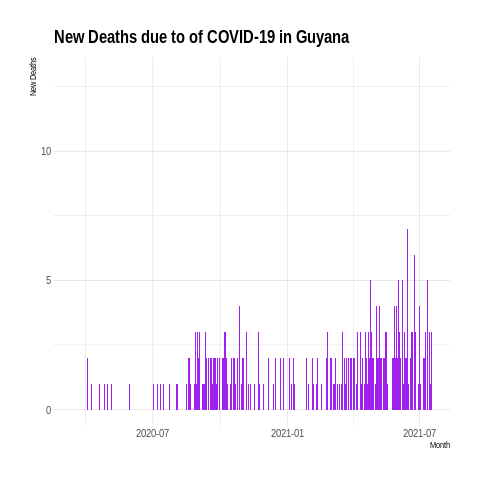 New Deaths due to of COVID-19 in Guyana
New Deaths
10
5
0
2020-07
2021-01
2021-07
Month